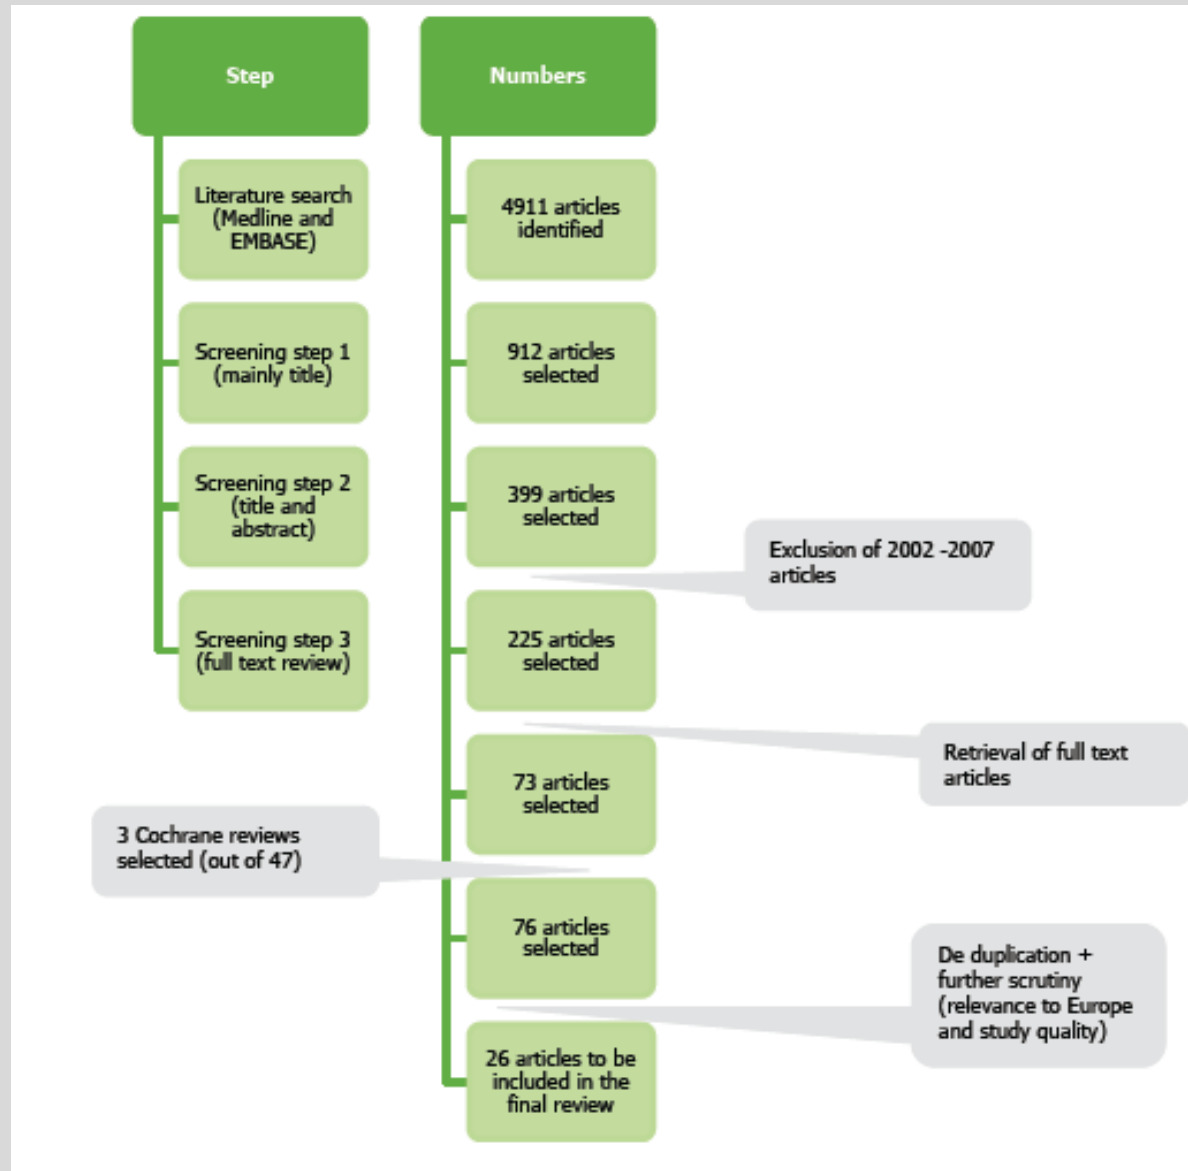 Step
Numbers
Literature search
(Medline and
EMBASE)
4911 articles
identified
Screening step 1
(mainly title)
912 articles
selected
Screening step 2
(title and
abstract)
399 articles
selected
Exclusion of 2002 -2007
articles
Screening step 3
(full text review)
225 articles
selected
Retrieval of full text
articles
73 articles
selected
3 Cochrane reviews
selected (out of 47)
76 articles
selected
De duplication +
further scrutiny
(relevance to Europe
and study quality)
26 articles to be
included in the
final review